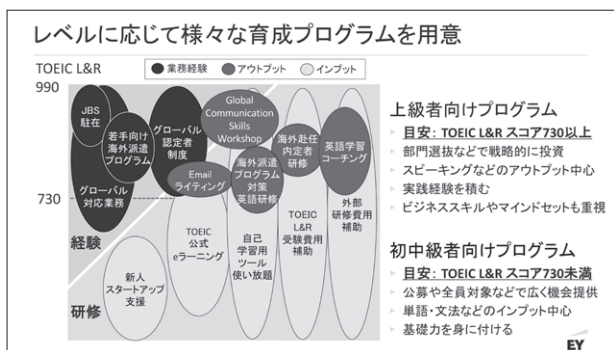 レベルに応じて様々な育成プログラムを用意
TOEIC L&R
業務経験
アウトプット
インプット
990
730
JBS
駐在
若手向け
海外派遣
プログラム
グローバル
対応業務
グローバル
認定者
制度
Global
Communication
Skills
Workshop
Email
ライティング
海外派遣
プログラム
対策
英語研修
海外赴任
内定者
研修
英語学習
コーチング
経験
研修
新人
スタートアップ
支援
TOEIC
公式
eラーニング
自己
学習用
ツール
使い放題
TOEIC
L&R
受験費用
補助
外部
研修費用
補助
上級者向けプログラム
目安: TOEIC L&R スコア730以上
部門選抜などで戦略的に投資
スピーキングなどのアウトプット中心
実践経験を積む
ビジネススキルやマインドセットも重視
初中級者向けプログラム
目安: TOEIC L&R スコア730未満
公募や全員対象などで広く機会提供
単語・文法などのインプット中心
基礎力を身に付ける
EY